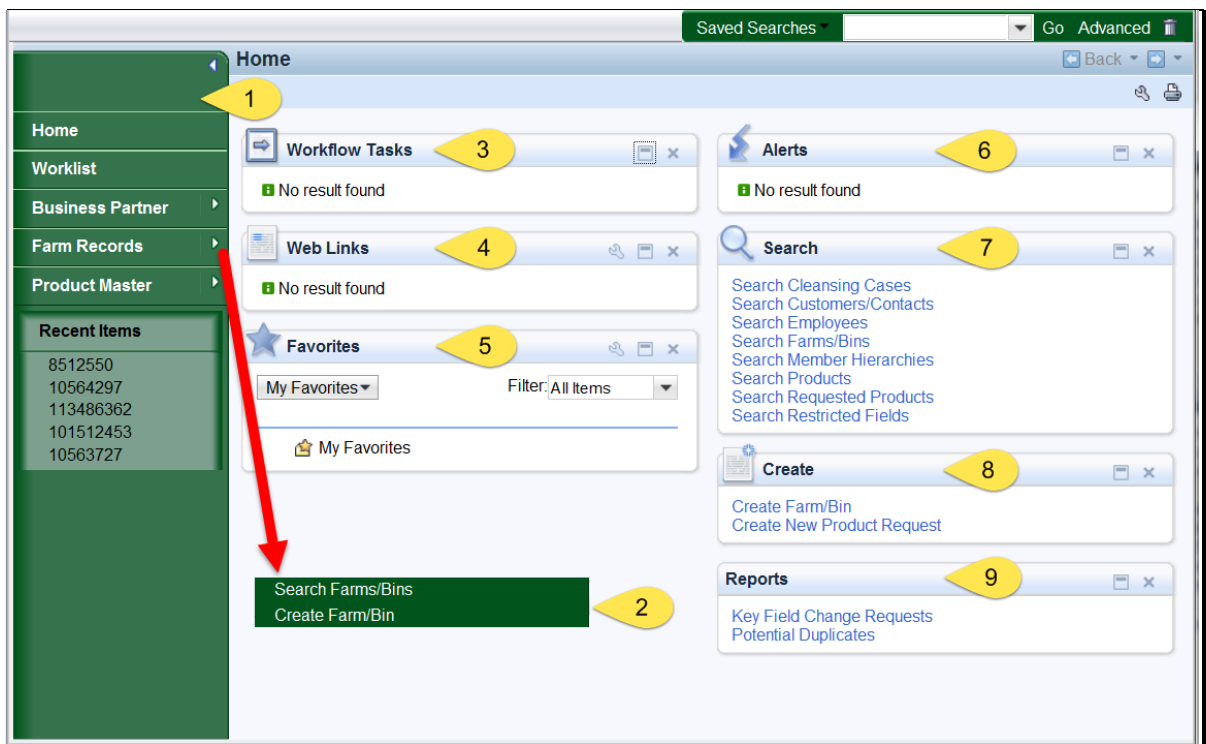 Saved Searches
Go Advanced
Home
Back
1
Home
Worklist
Business Partner
Farm Records
Product Master
Recent Items
8512550
10564297
113486362
101512453
10563727
Workflow Tasks 3
No result found
Web Links 4
No result found
Favorites 5
My Favorites Filter: All Items
My Favorites
Search Farms/Bins
Create Farm/Bin
2
Alerts 6
No result found
Search 7
Search Cleansing Cases
Search Customers/Contacts
Search Employees
Search Farms/Bins
Search Member Hierarchies
Search Products
Search Requested Products
Search Restricted Fields
Create 8
Create Farm/Bin
Create New Product Request
Reports 9
Key Field Change Requests
Potential Duplicates